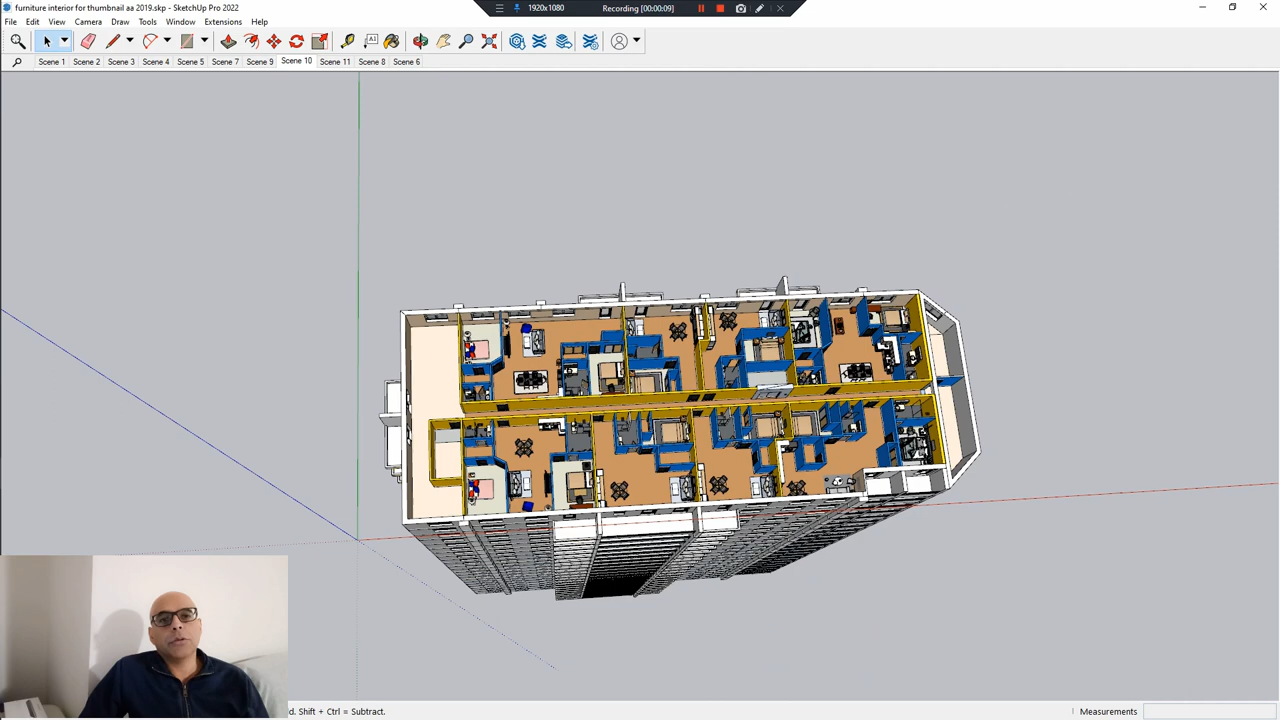 furniture interior for thumbnail aa 2019.skp - SketchUp Pro 2022
1920x1080
Recording [00:00:09]
File Edit View Camera Draw Tools Window Extensions Help
A1
Scene 1 Scene 2 Scene 3 Scene 4 Scene 5 Scene 7 Scene 9 Scene 10 Scene 11 Scene 8 Scene 6
d. Shift + Ctrl = Subtract.
Measurements